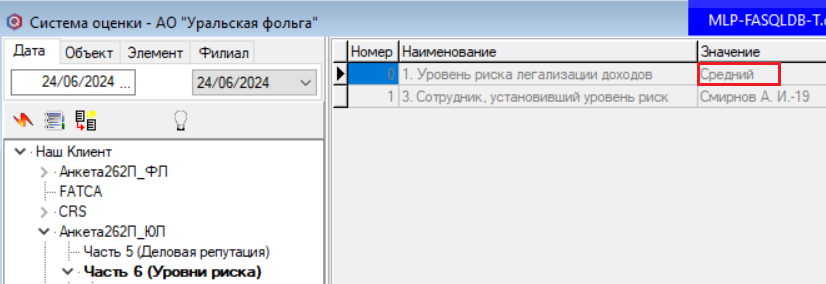 Система оценки - АО "Уральская фольга"
MLP-FASQLDB-T.
Дата Объект Элемент Филиал
24/06/2024 ... 24/06/2024
Номер Наименование Значение
0 1. Уровень риска легализации доходов Средний
1 3. Сотрудник, установивший уровень риск Смирнов А. И.-19
Наш Клиент
Анкета262П_ФЛ
FATCA
CRS
Анкета262П_ЮЛ
Часть 5 (Деловая репутация)
Часть 6 (Уровни риска)